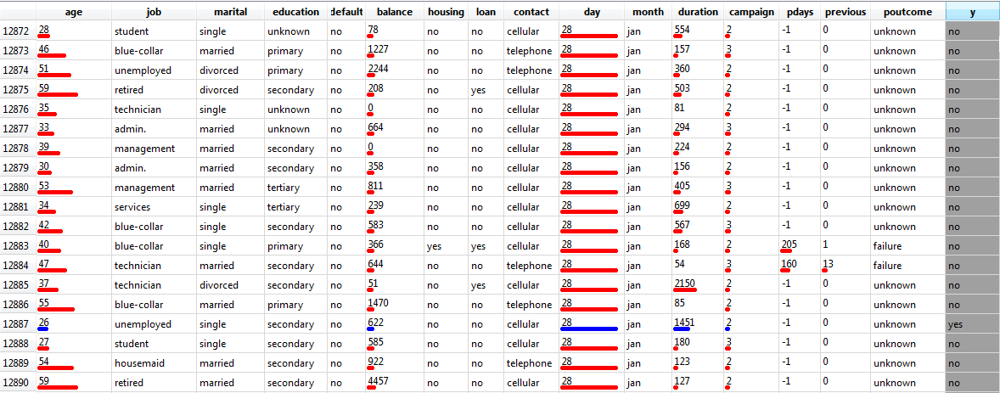 age job marital education default balance housing loan contact day month duration campaign pdays previous poutcome y
12872 28 student single unknown no 78 no no cellular 28 jan 554 2 -1 0 unknown no
12873 46 blue-collar married primary no 1227 no no telephone 28 jan 157 3 -1 0 unknown no
12874 51 unemployed divorced primary no 2244 no no telephone 28 jan 360 2 -1 0 unknown no
12875 59 retired divorced secondary no 208 no yes cellular 28 jan 503 2 -1 0 unknown no
12876 35 technician single unknown no 0 no no cellular 28 jan 81 2 -1 0 unknown no
12877 33 admin. married unknown no 664 no no cellular 28 jan 294 3 -1 0 unknown no
12878 39 management married secondary no 0 no no cellular 28 jan 224 2 -1 0 unknown no
12879 30 admin. married secondary no 358 no no cellular 28 jan 156 2 -1 0 unknown no
12880 53 management married tertiary no 811 no no cellular 28 jan 405 3 -1 0 unknown no
12881 34 services single tertiary no 239 no no cellular 28 jan 699 2 -1 0 unknown no
12882 42 blue-collar single secondary no 583 no no cellular 28 jan 567 3 -1 0 unknown no
12883 40 blue-collar single primary no 366 yes yes cellular 28 jan 168 2 205 1 failure no
12884 47 technician married secondary no 644 no no telephone 28 jan 54 3 160 13 failure no
12885 37 technician divorced secondary no 51 no yes cellular 28 jan 2150 2 -1 0 unknown no
12886 55 blue-collar married primary no 1470 no no telephone 28 jan 85 2 -1 0 unknown no
12887 26 unemployed single secondary no 622 no no cellular 28 jan 1451 2 -1 0 unknown yes
12888 27 student single secondary no 585 no no cellular 28 jan 180 3 -1 0 unknown no
12889 54 housemaid married secondary no 922 no no telephone 28 jan 123 2 -1 0 unknown no
12890 59 retired married secondary no 4457 no no cellular 28 jan 127 2 -1 0 unknown no